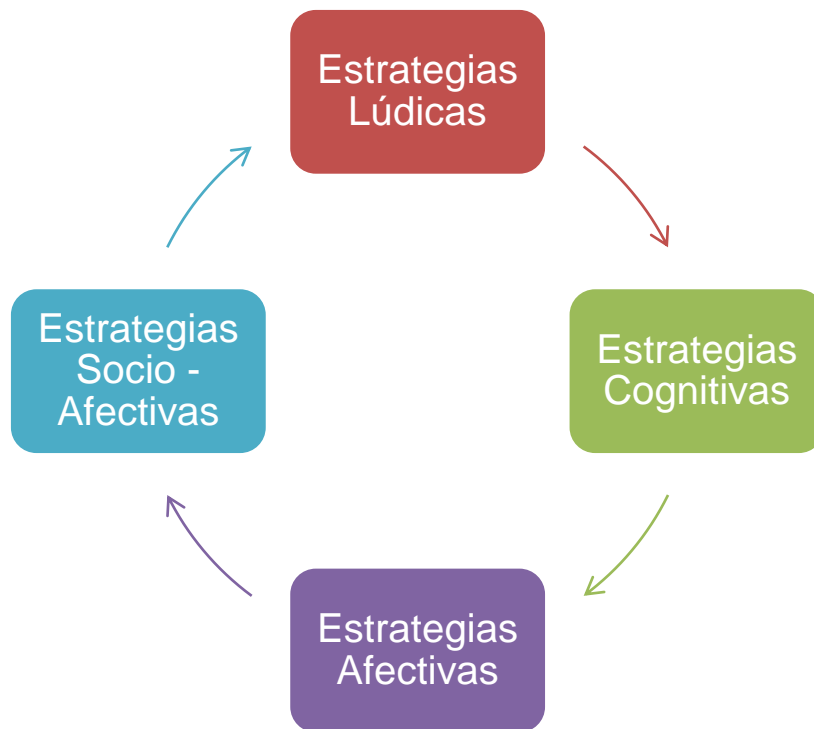 Estrategias
Lúdicas
Estrategias
Socio -
Afectivas
Estrategias
Cognitivas
Estrategias
Afectivas